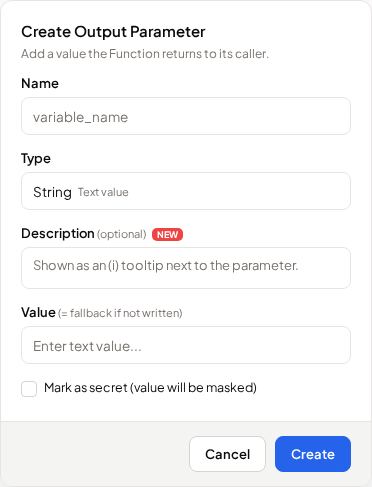 Create Output Parameter
Add a value the Function returns to its caller.
Name
variable_name
Type
String Text value
Description (optional) NEW
Shown as an (i) tooltip next to the parameter.
Value (= fallback if not written)
Enter text value...
Mark as secret (value will be masked)
Cancel Create